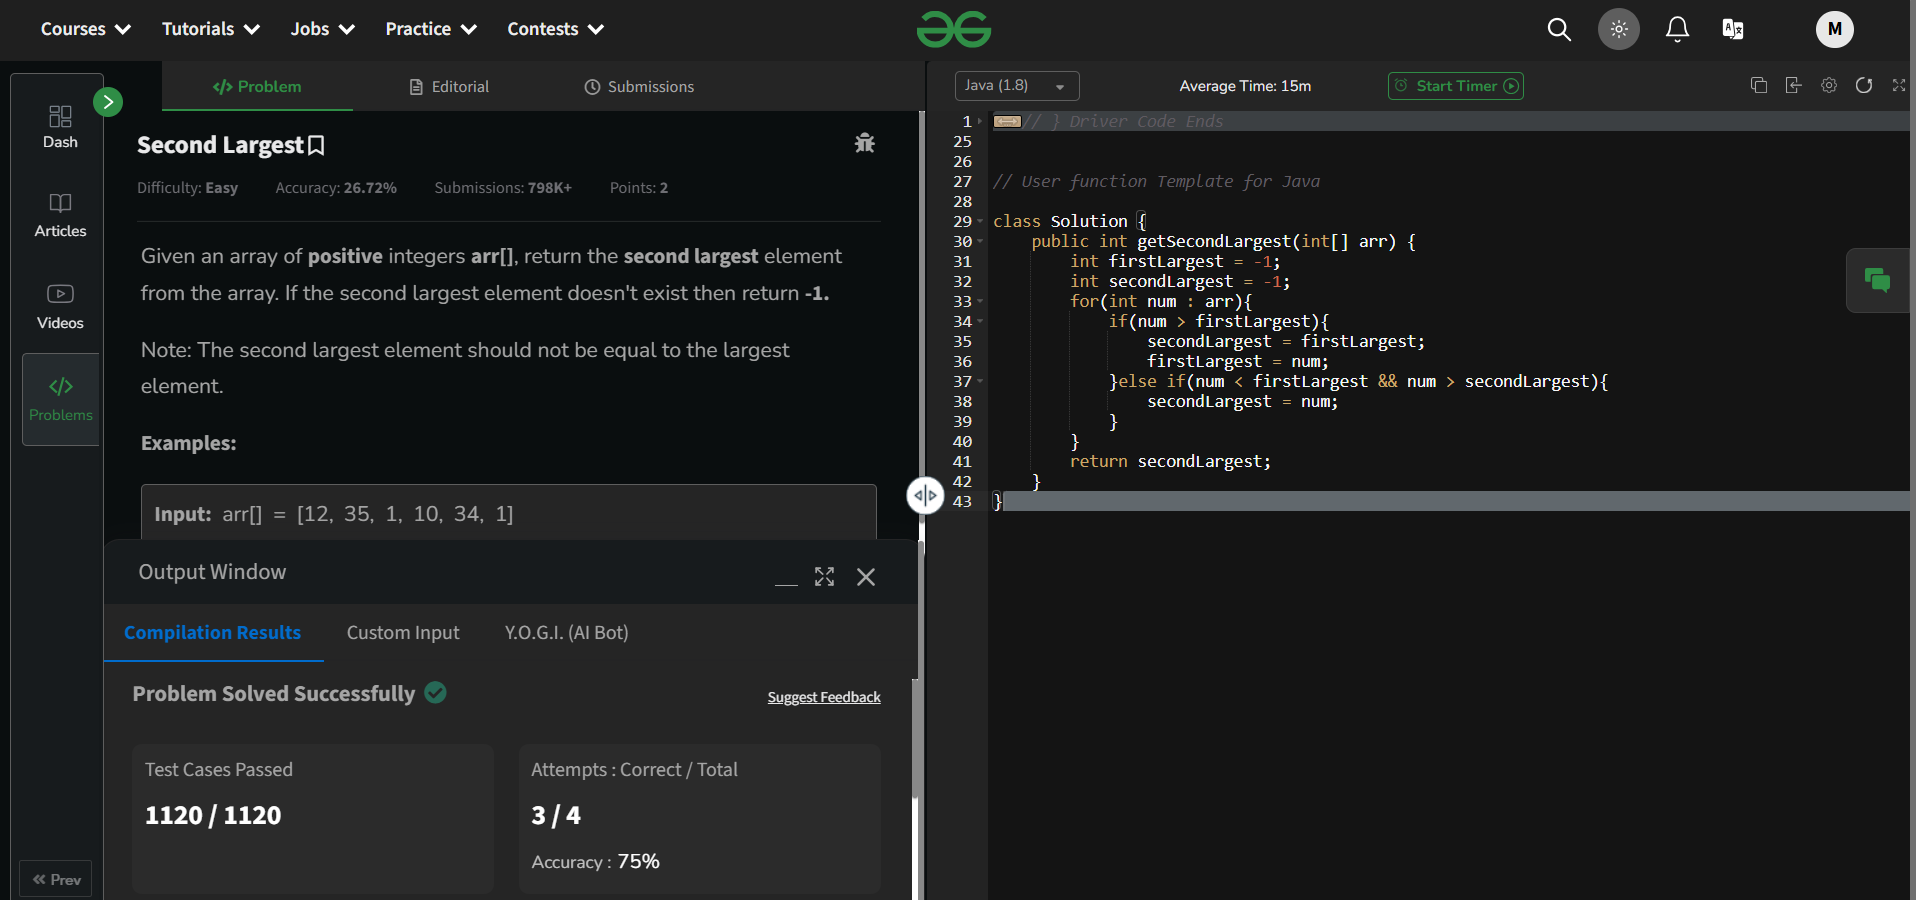 Courses Tutorials Jobs Practice Contests M
Dash
Articles
Videos
Problems
Prev
Problem Editorial Submissions
Second Largest
Difficulty: Easy Accuracy: 26.72% Submissions: 798K+ Points: 2
Given an array of positive integers arr[], return the second largest element
from the array. If the second largest element doesn't exist then return -1.
Note: The second largest element should not be equal to the largest
element.
Examples:
Input: arr[] = [12, 35, 1, 10, 34, 1]
Output Window
Compilation Results Custom Input Y.O.G.I. (AI Bot)
Problem Solved Successfully Suggest Feedback
Test Cases Passed
1120 / 1120
Attempts : Correct / Total
3 / 4
Accuracy : 75%
Java (1.8) Average Time: 15m Start Timer
1 // } Driver Code Ends
25
26
27 // User function Template for Java
28
29 class Solution {
30 public int getSecondLargest(int[] arr) {
31 int firstLargest = -1;
32 int secondLargest = -1;
33 for(int num : arr){
34 if(num > firstLargest){
35 secondLargest = firstLargest;
36 firstLargest = num;
37 }else if(num < firstLargest && num > secondLargest){
38 secondLargest = num;
39 }
40 }
41 return secondLargest;
42 }
43 }